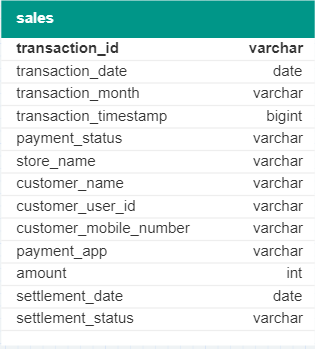 sales
transaction_id varchar
transaction_date date
transaction_month varchar
transaction_timestamp bigint
payment_status varchar
store_name varchar
customer_name varchar
customer_user_id varchar
customer_mobile_number varchar
payment_app varchar
amount int
settlement_date date
settlement_status varchar